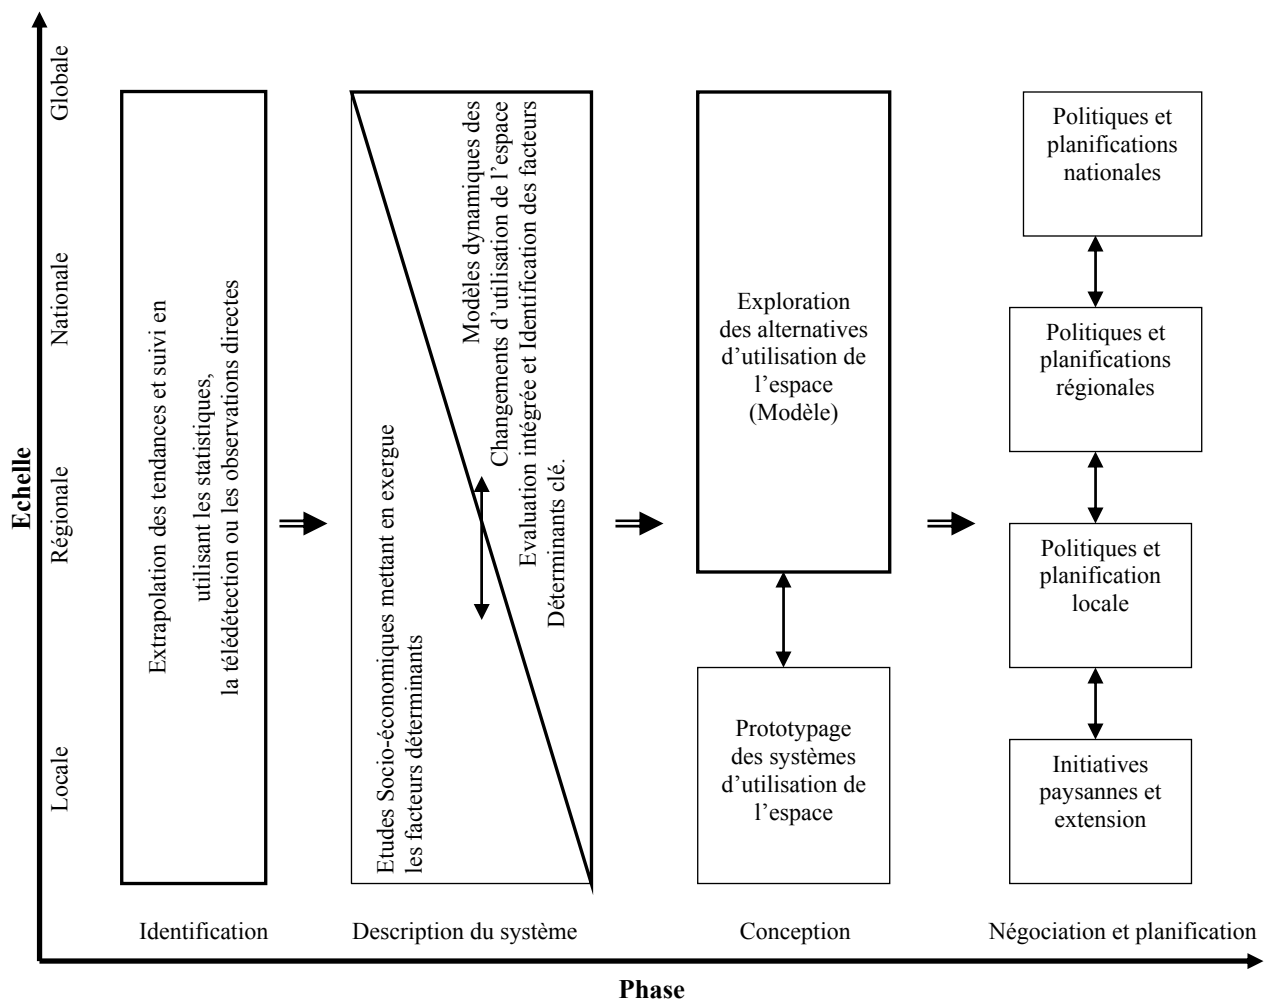 Echelle
Globale
Nationale
Régionale
Locale
Extrapolation des tendances et suivi en
utilisant les statistiques,
la télédétection ou les observations directes
Etudes Socio-économiques mettant en exergue
les facteurs déterminants
Modèles dynamiques des
Changements d’utilisation de l’espace
Evaluation intégrée et Identification des facteurs
Déterminants clé.
Exploration
des alternatives
d’utilisation de
l’espace
(Modèle)
Prototypage
des systèmes
d’utilisation de
l’espace
Politiques et
planifications
nationales
Politiques et
planifications
régionales
Politiques et
planification
locale
Initiatives
paysannes et
extension
Identification
Description du système
Conception
Négociation et planification
Phase